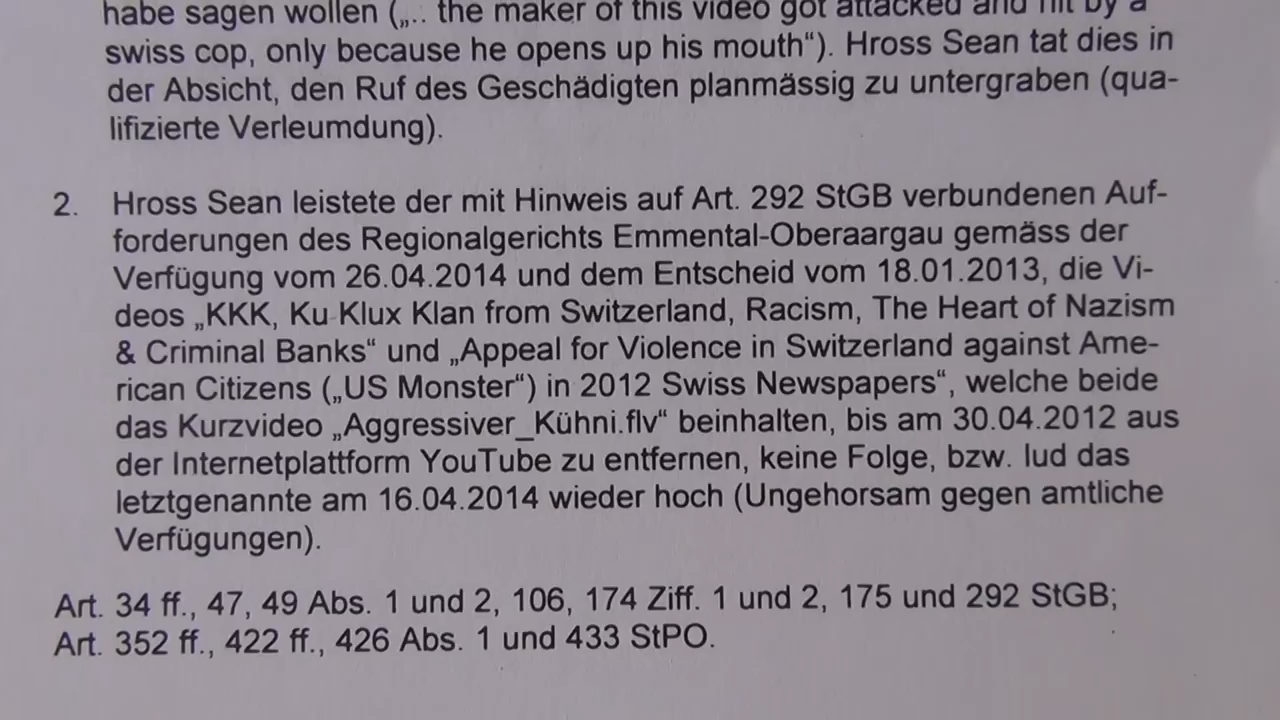 habe sagen wollen („.. the maker of this video got attacked and hit by a
swiss cop, only because he opens up his mouth“). Hross Sean tat dies in
der Absicht, den Ruf des Geschädigten planmässig zu untergraben (qua-
lifizierte Verleumdung).
2. Hross Sean leistete der mit Hinweis auf Art. 292 StGB verbundenen Auf-
forderungen des Regionalgerichts Emmental-Oberaargau gemäss der
Verfügung vom 26.04.2014 und dem Entscheid vom 18.01.2013, die Vi-
deos „KKK, Ku Klux Klan from Switzerland, Racism, The Heart of Nazism
& Criminal Banks“ und „Appeal for Violence in Switzerland against Ame-
rican Citizens („US Monster“) in 2012 Swiss Newspapers“, welche beide
das Kurzvideo „Aggressiver_Kühni.flv“ beinhalten, bis am 30.04.2012 aus
der Internetplattform YouTube zu entfernen, keine Folge, bzw. lud das
letztgenannte am 16.04.2014 wieder hoch (Ungehorsam gegen amtliche
Verfügungen).
Art. 34 ff., 47, 49 Abs. 1 und 2, 106, 174 Ziff. 1 und 2, 175 und 292 StGB;
Art. 352 ff., 422 ff., 426 Abs. 1 und 433 StPO.